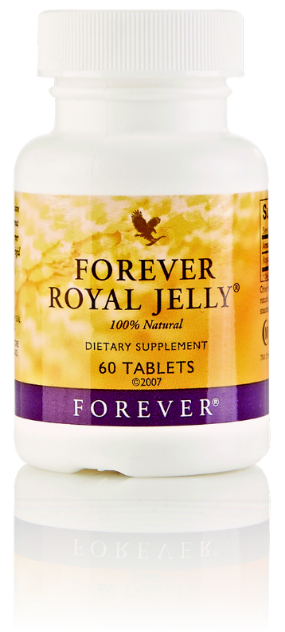 FOREVER
ROYAL JELLY®
100% Natural
DIETARY SUPPLEMENT
60 TABLETS
©2007
FOREVER®